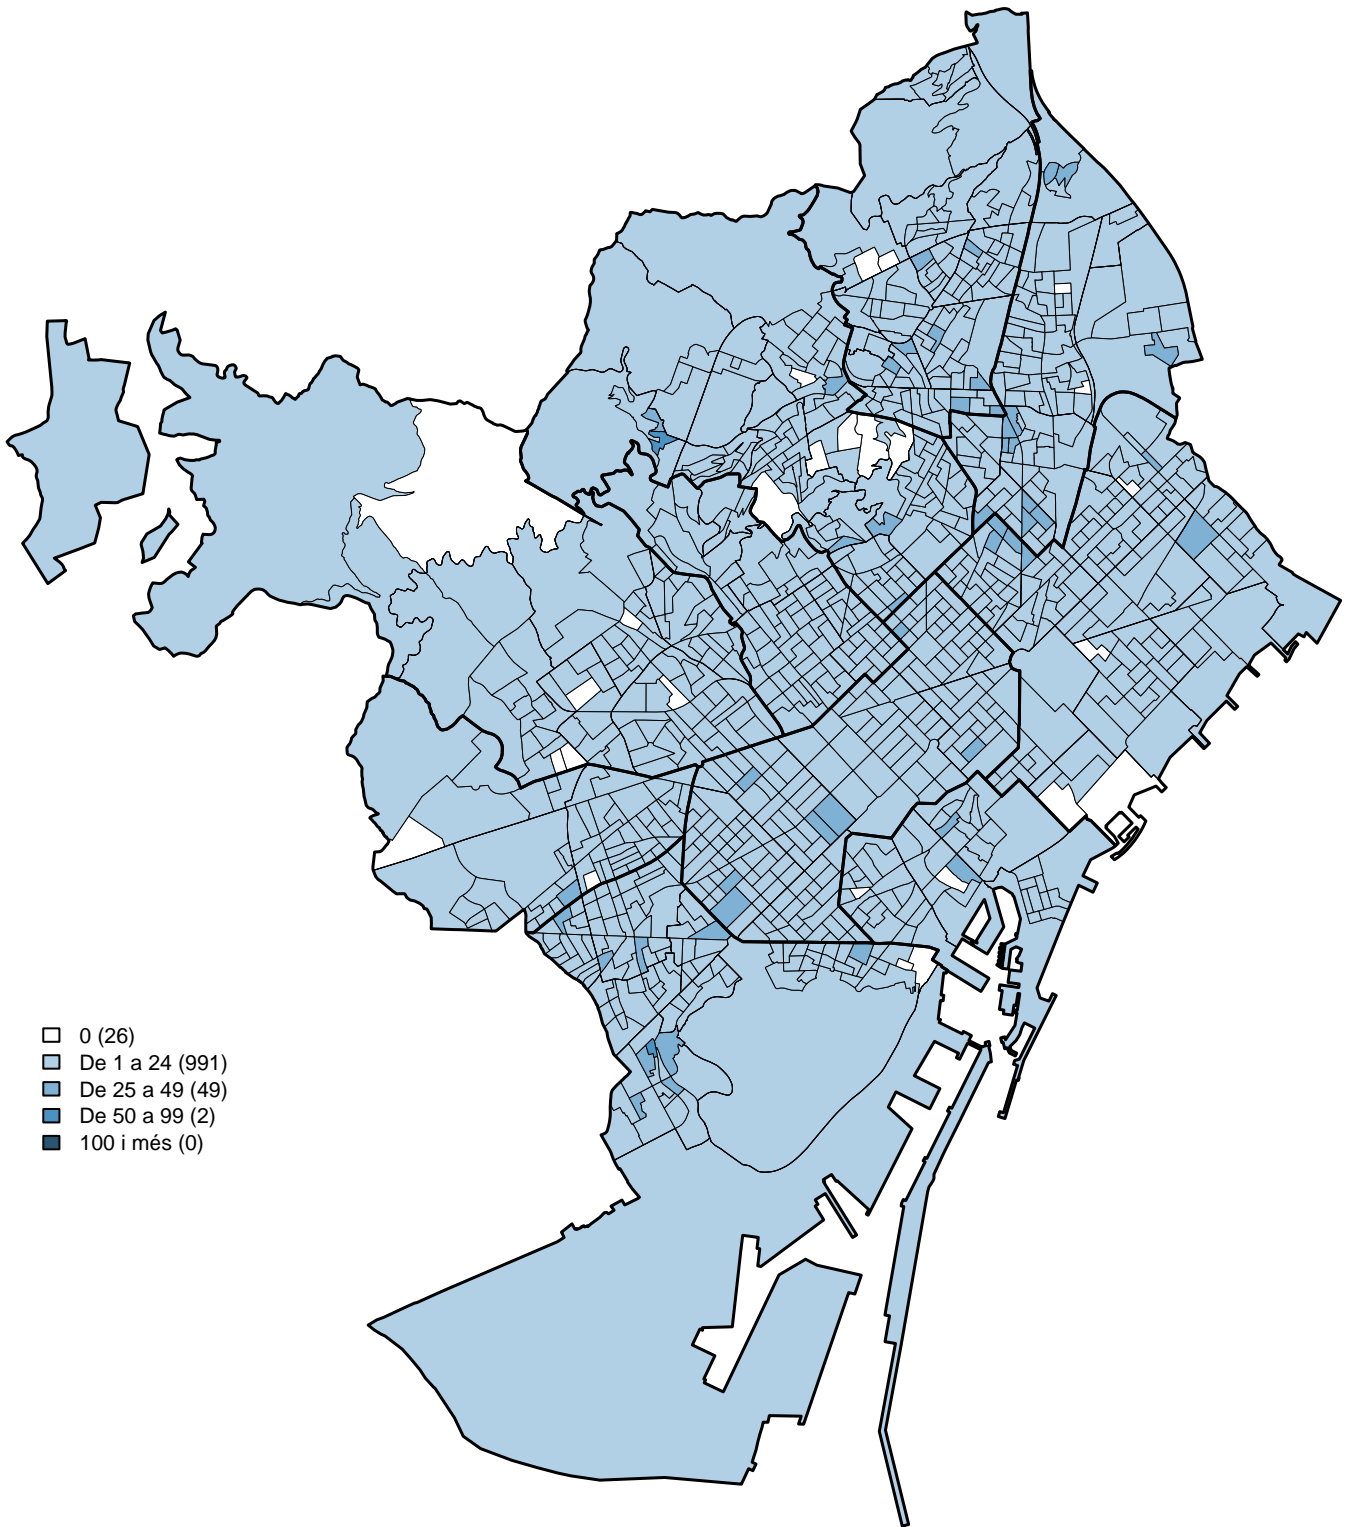 0 (26)
De 1 a 24 (991)
De 25 a 49 (49)
De 50 a 99 (2)
100 i més (0)